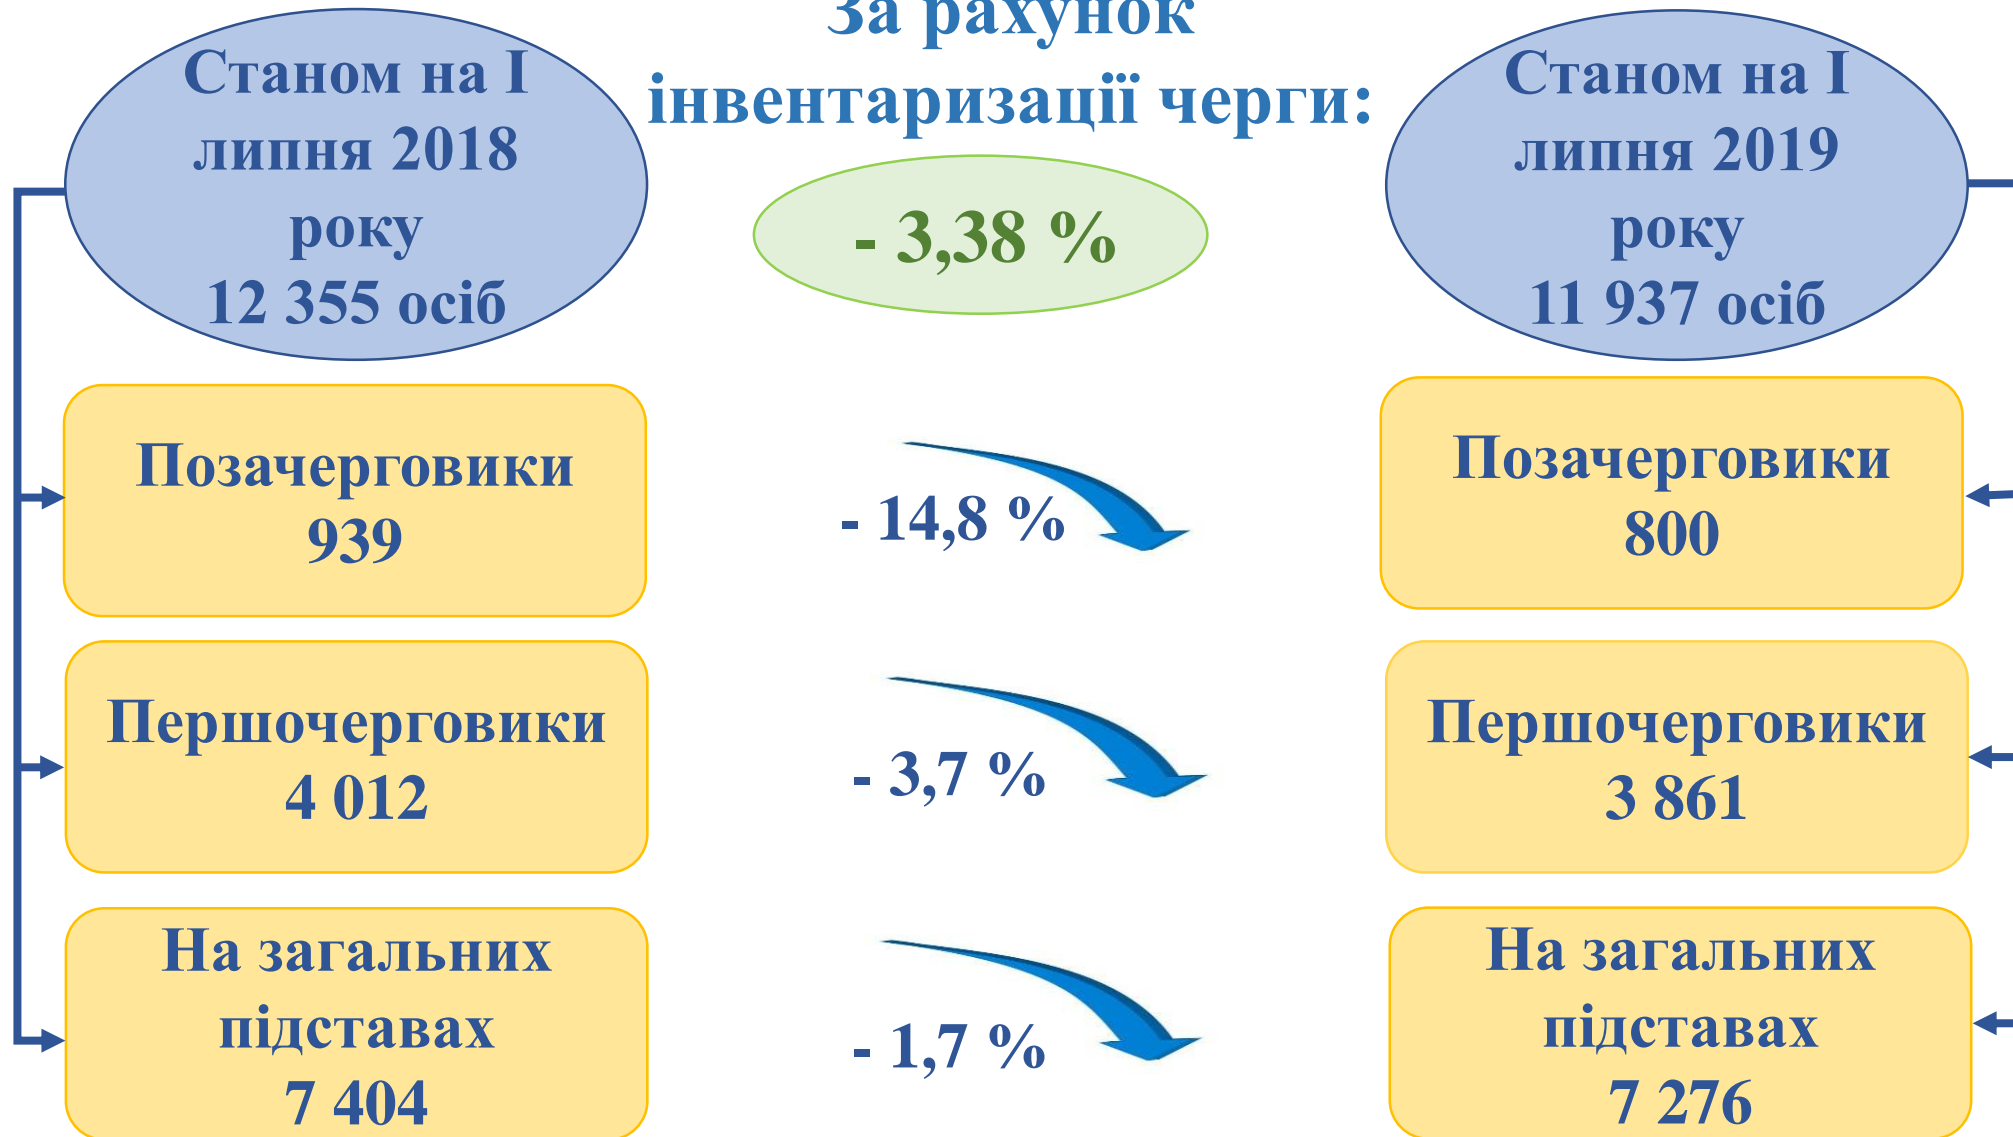 За рахунок
інвентаризації черги:
Станом на І
липня 2018
року
12 355 осіб
- 3,38 %
Станом на І
липня 2019
року
11 937 осіб
Позачерговики
939
- 14,8 %
Позачерговики
800
Першочерговики
4 012
- 3,7 %
Першочерговики
3 861
На загальних
підставах
7 404
- 1,7 %
На загальних
підставах
7 276